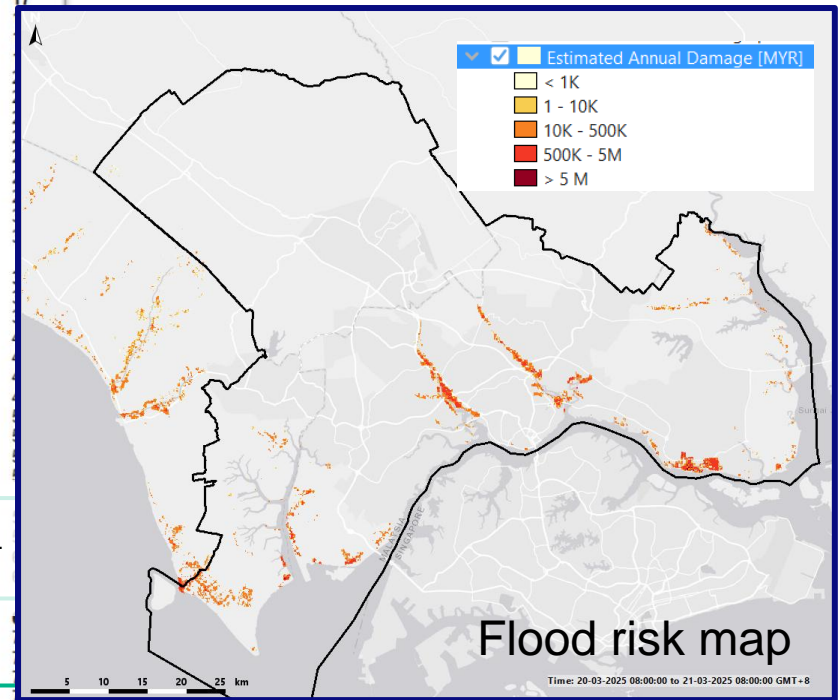 N
Estimated Annual Damage [MYR]
< 1K
1 - 10K
10K - 500K
500K - 5M
> 5 M
MALAYSIA
SINGAPORE
Flood risk map
5 10 15 20 25 km
Time: 20-03-2025 08:00:00 to 21-03-2025 08:00:00 GMT+8